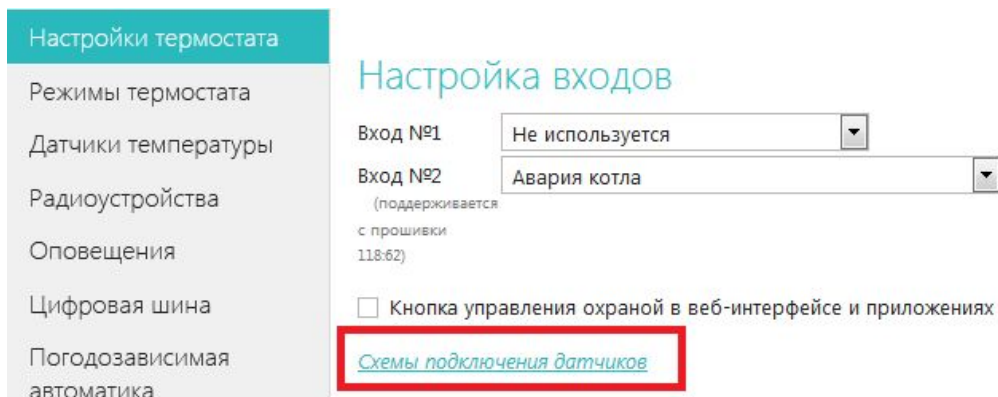 Настройки термостата
Режимы термостата
Датчики температуры
Радиоустройства
Оповещения
Цифровая шина
Погодозависимая
автоматика
Настройка входов
Вход №1 Не используется
Вход №2 Авария котла
(поддерживается
с прошивки
118:62)
Кнопка управления охраной в веб-интерфейсе и приложениях
Схемы подключения датчиков